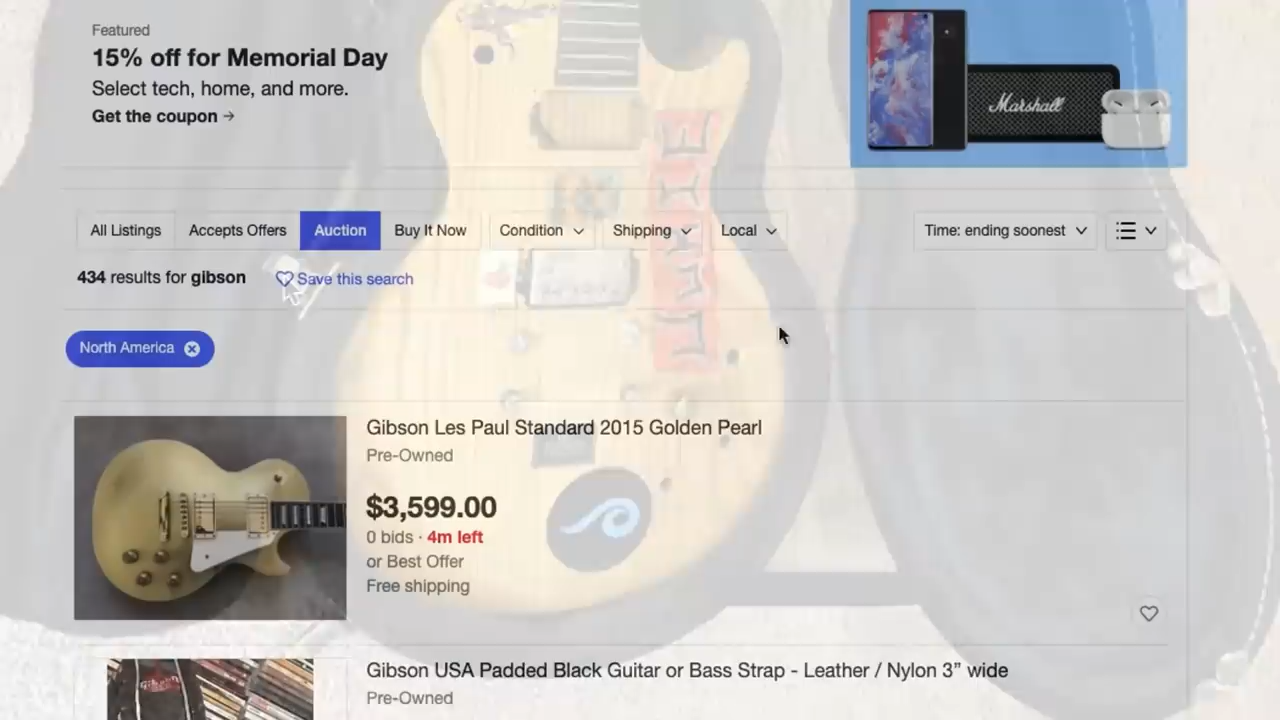 Featured
15% off for Memorial Day
Select tech, home, and more.
Get the coupon →
Marshall
All Listings
Accepts Offers
Auction
Buy It Now
Condition
Shipping
Local
Time: ending soonest
434 results for gibson
Save this search
North America
Gibson Les Paul Standard 2015 Golden Pearl
Pre-Owned
$3,599.00
0 bids · 4m left
or Best Offer
Free shipping
Gibson USA Padded Black Guitar or Bass Strap - Leather / Nylon 3” wide
Pre-Owned